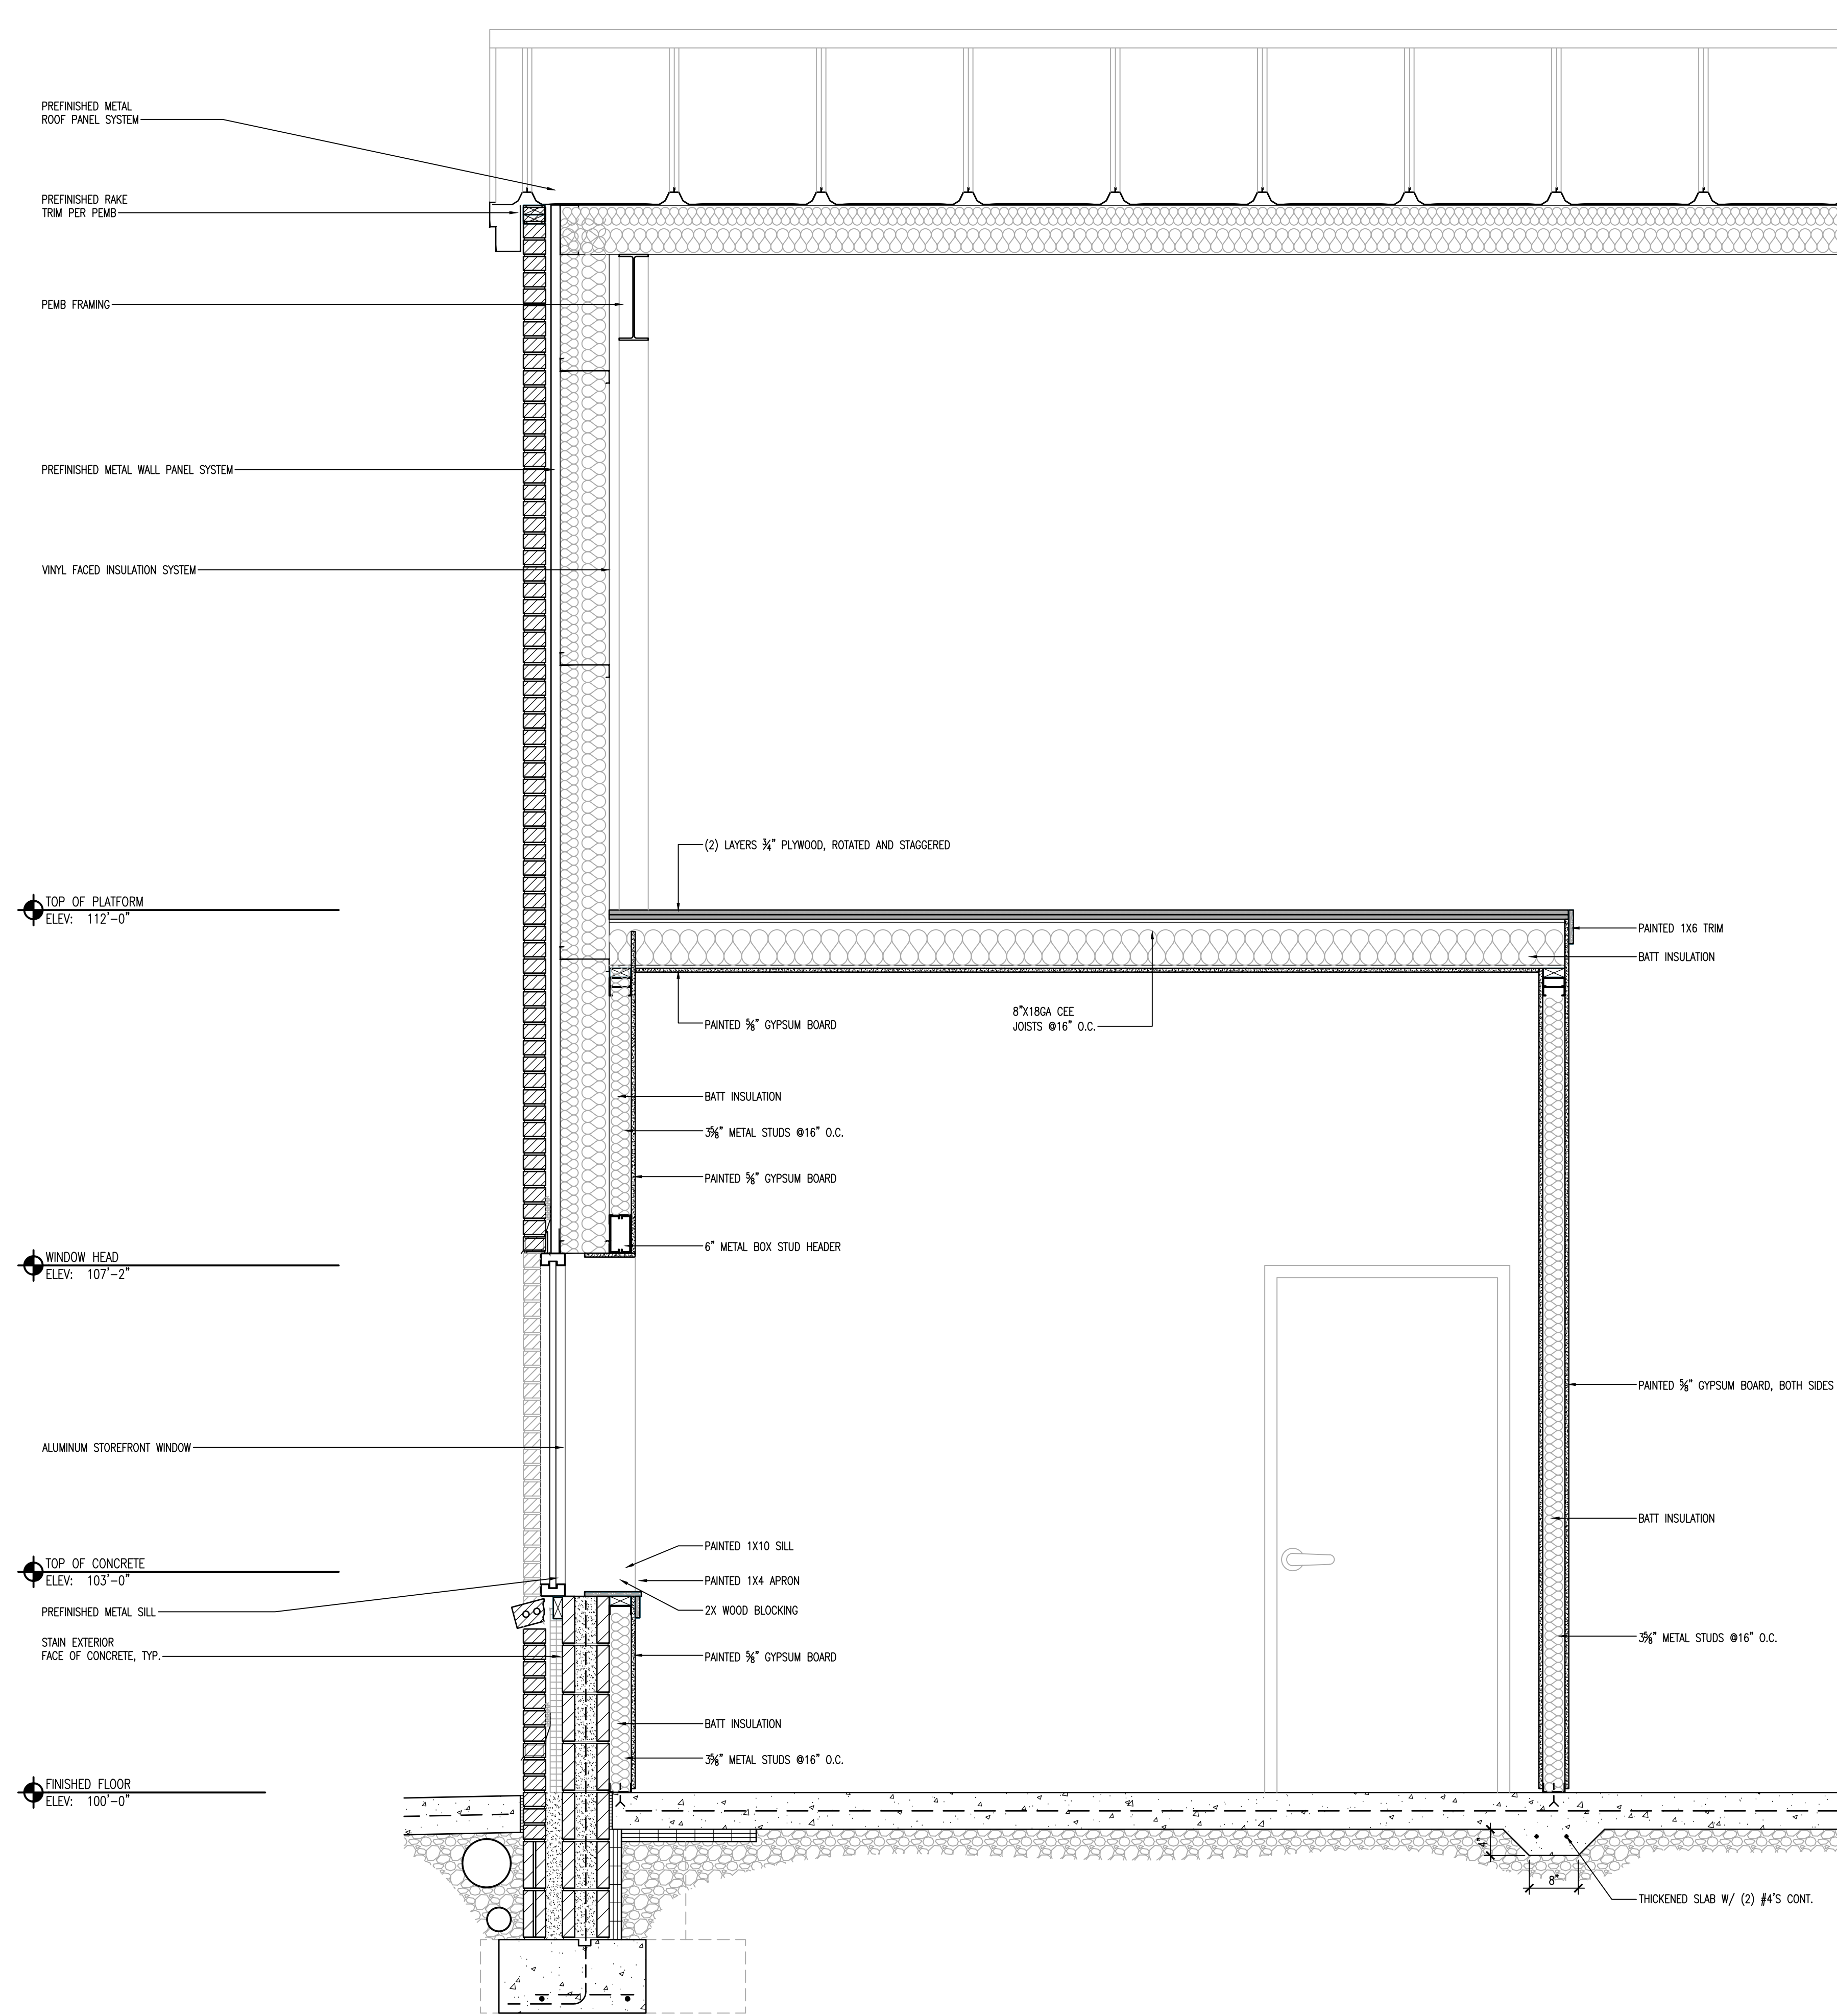 PREFINISHED METAL
ROOF PANEL SYSTEM
PREFINISHED RAKE
TRIM PER PEMB
PEMB FRAMING
PREFINISHED METAL WALL PANEL SYSTEM
VINYL FACED INSULATION SYSTEM
(2) LAYERS ¾" PLYWOOD, ROTATED AND STAGGERED
TOP OF PLATFORM
ELEV: 112'-0"
PAINTED 1X6 TRIM
BATT INSULATION
8"X18GA CEE
JOISTS @16" O.C.
PAINTED ⅝" GYPSUM BOARD
BATT INSULATION
3⅝" METAL STUDS @16" O.C.
PAINTED ⅝" GYPSUM BOARD
6" METAL BOX STUD HEADER
WINDOW HEAD
ELEV: 107'-2"
PAINTED ⅝" GYPSUM BOARD, BOTH SIDES
ALUMINUM STOREFRONT WINDOW
BATT INSULATION
PAINTED 1X10 SILL
TOP OF CONCRETE
ELEV: 103'-0"
PAINTED 1X4 APRON
PREFINISHED METAL SILL
2X WOOD BLOCKING
STAIN EXTERIOR
FACE OF CONCRETE, TYP.
3⅝" METAL STUDS @16" O.C.
PAINTED ⅝" GYPSUM BOARD
BATT INSULATION
3⅝" METAL STUDS @16" O.C.
FINISHED FLOOR
ELEV: 100'-0"
4"
8"
THICKENED SLAB W/ (2) #4'S CONT.